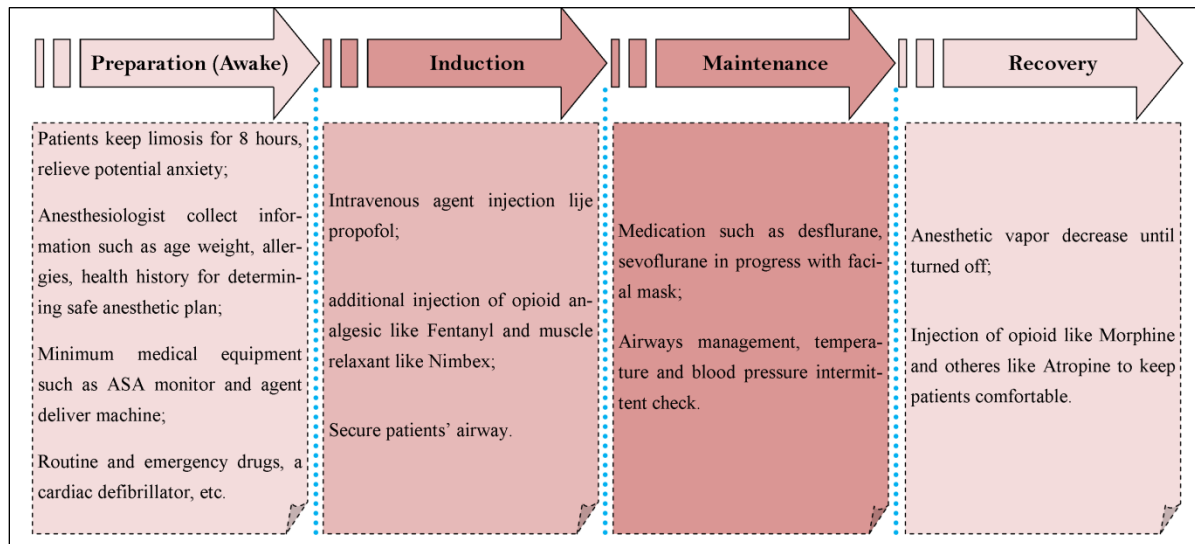 Preparation (Awake)
Induction
Maintenance
Recovery
Patients keep limosis for 8 hours,
relieve potential anxiety;
Anesthesiologist collect infor-
mation such as age weight, aller-
gies, health history for determin-
ing safe anesthetic plan;
Minimum medical equipment
such as ASA monitor and agent
deliver machine;
Routine and emergency drugs, a
cardiac defibrillator, etc.
Intravenous agent injection lije
propofol;
additional injection of opioid an-
algesic like Fentanyl and muscle
relaxant like Nimbex;
Secure patients’ airway.
Medication such as desflurane,
sevoflurane in progress with faci-
al mask;
Airways management, tempera-
ture and blood pressure intermit-
tent check.
Anesthetic vapor decrease until
turned off;
Injection of opioid like Morphine
and otheres like Atropine to keep
patients comfortable.